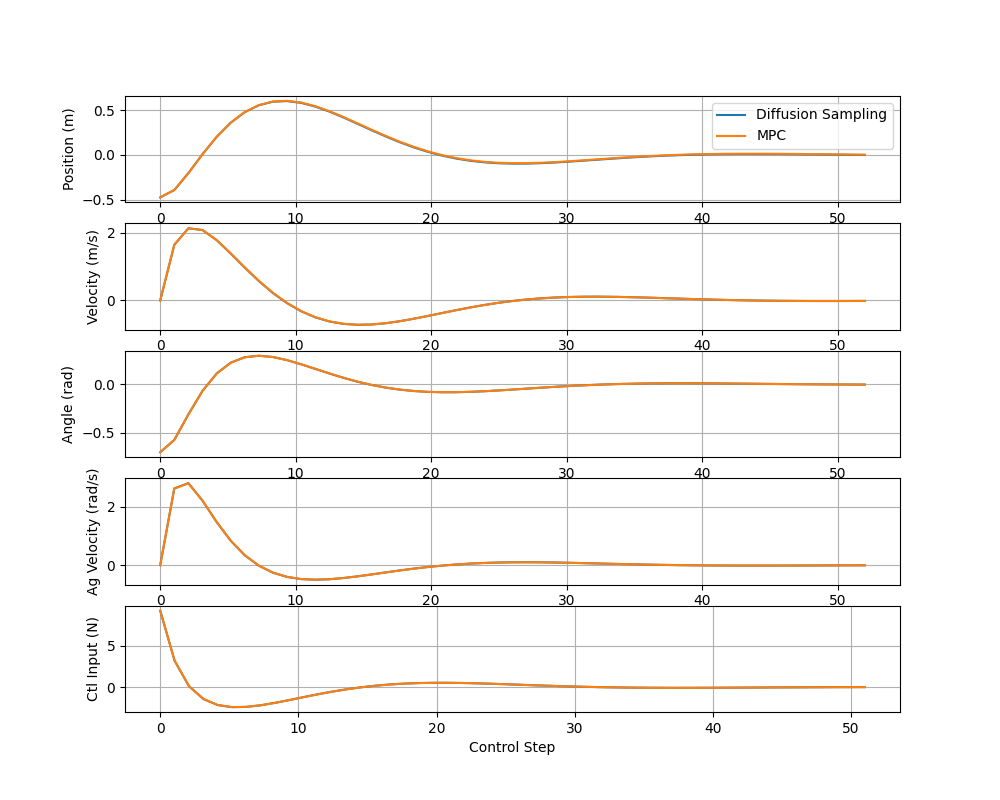 Diffusion Sampling
MPC
Position (m)
0.5
0.0
−0.5
0 10 20 30 40 50
Velocity (m/s)
2
0
0 10 20 30 40 50
Angle (rad)
0.0
−0.5
0 10 20 30 40 50
Ag Velocity (rad/s)
2
0
0 10 20 30 40 50
Ctl Input (N)
5
0
0 10 20 30 40 50
Control Step